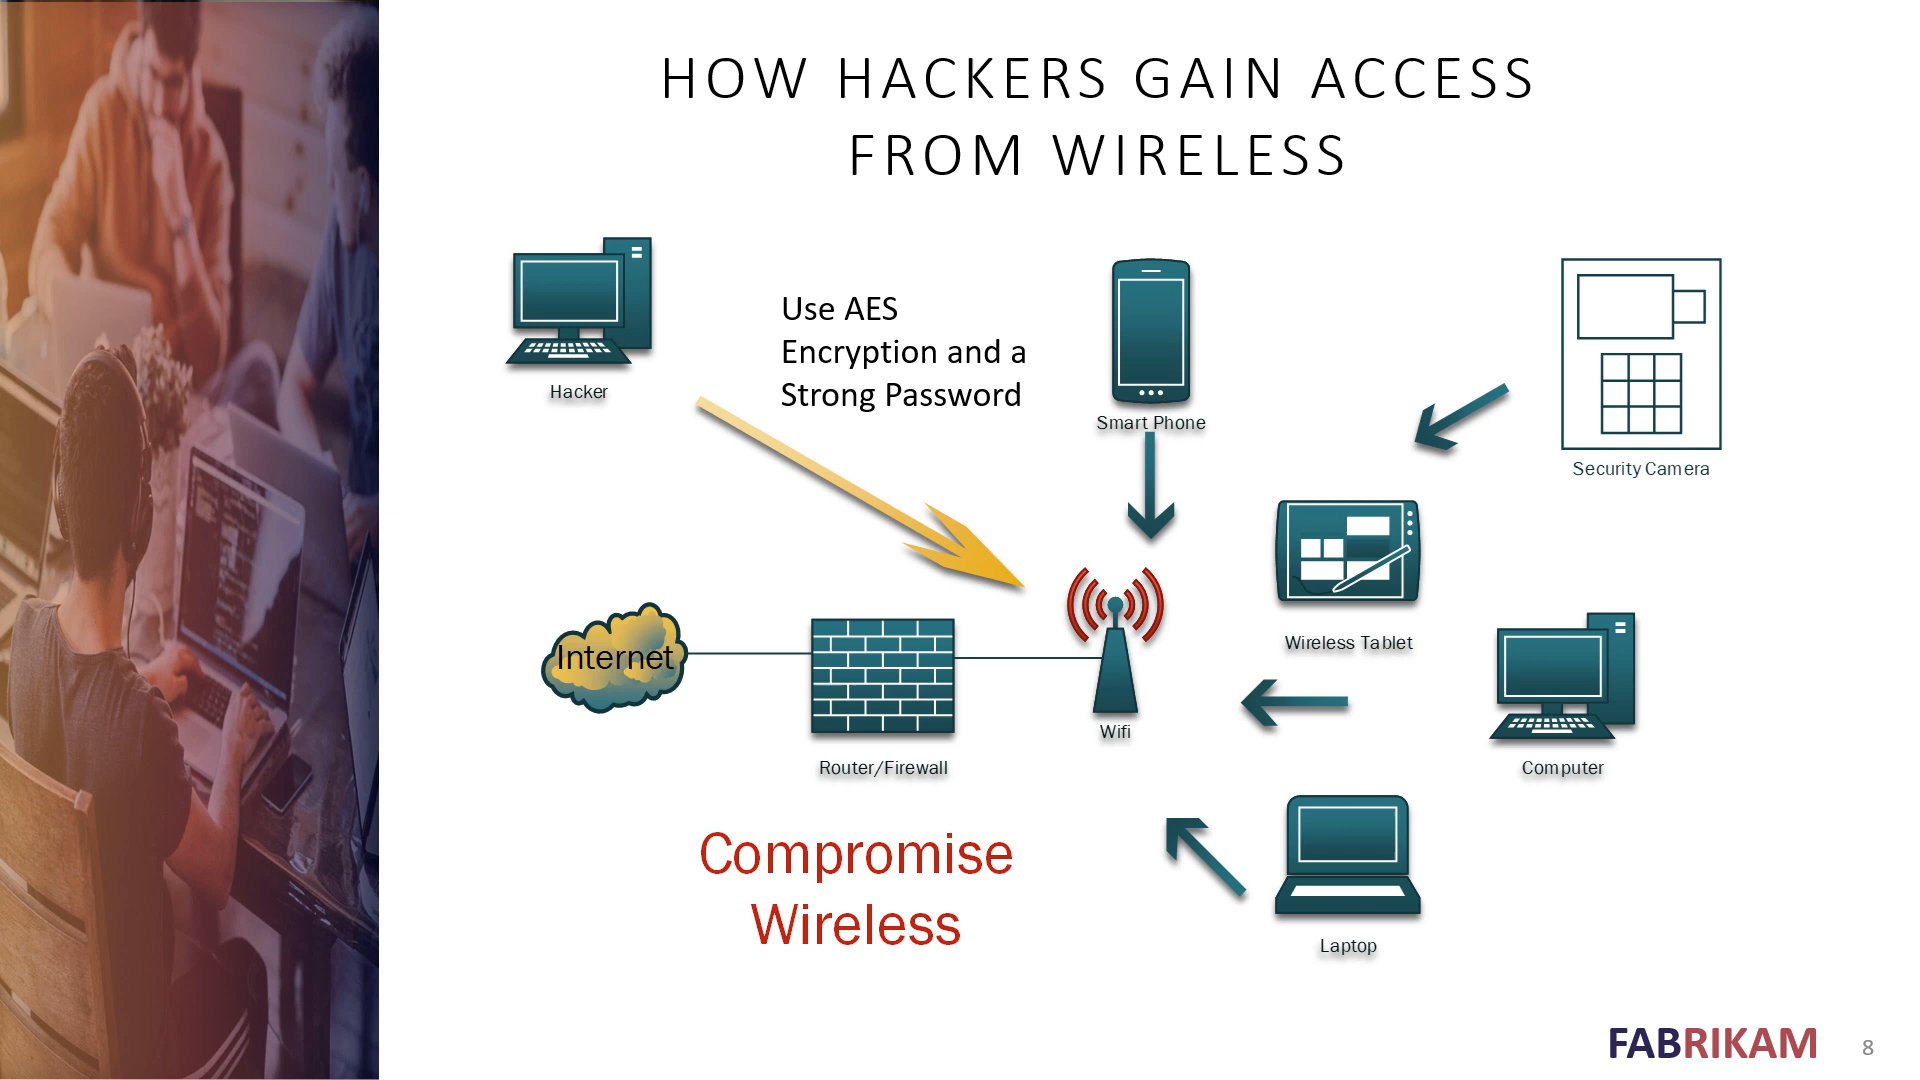 HOW HACKERS GAIN ACCESS
FROM WIRELESS
Use AES
Encryption and a
Strong Password
Hacker
Smart Phone
Security Camera
Wireless Tablet
Internet
Wifi
Router/Firewall
Computer
Compromise
Wireless
Laptop
FABRIKAM
8